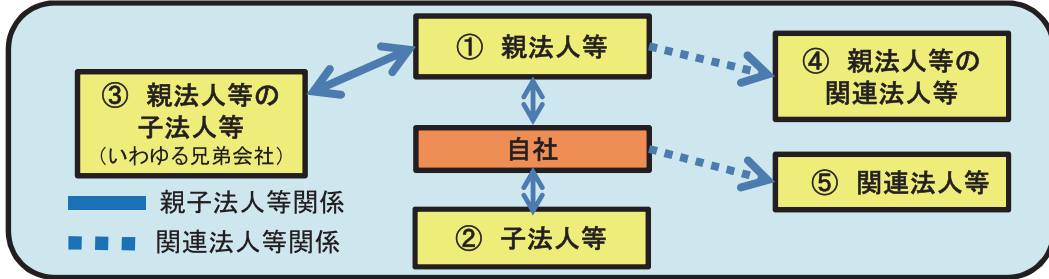 ① 親法人等
④ 親法人等の
関連法人等
③ 親法人等の
子法人等
(いわゆる兄弟会社)
自社
⑤ 関連法人等
② 子法人等
親子法人等関係
関連法人等関係